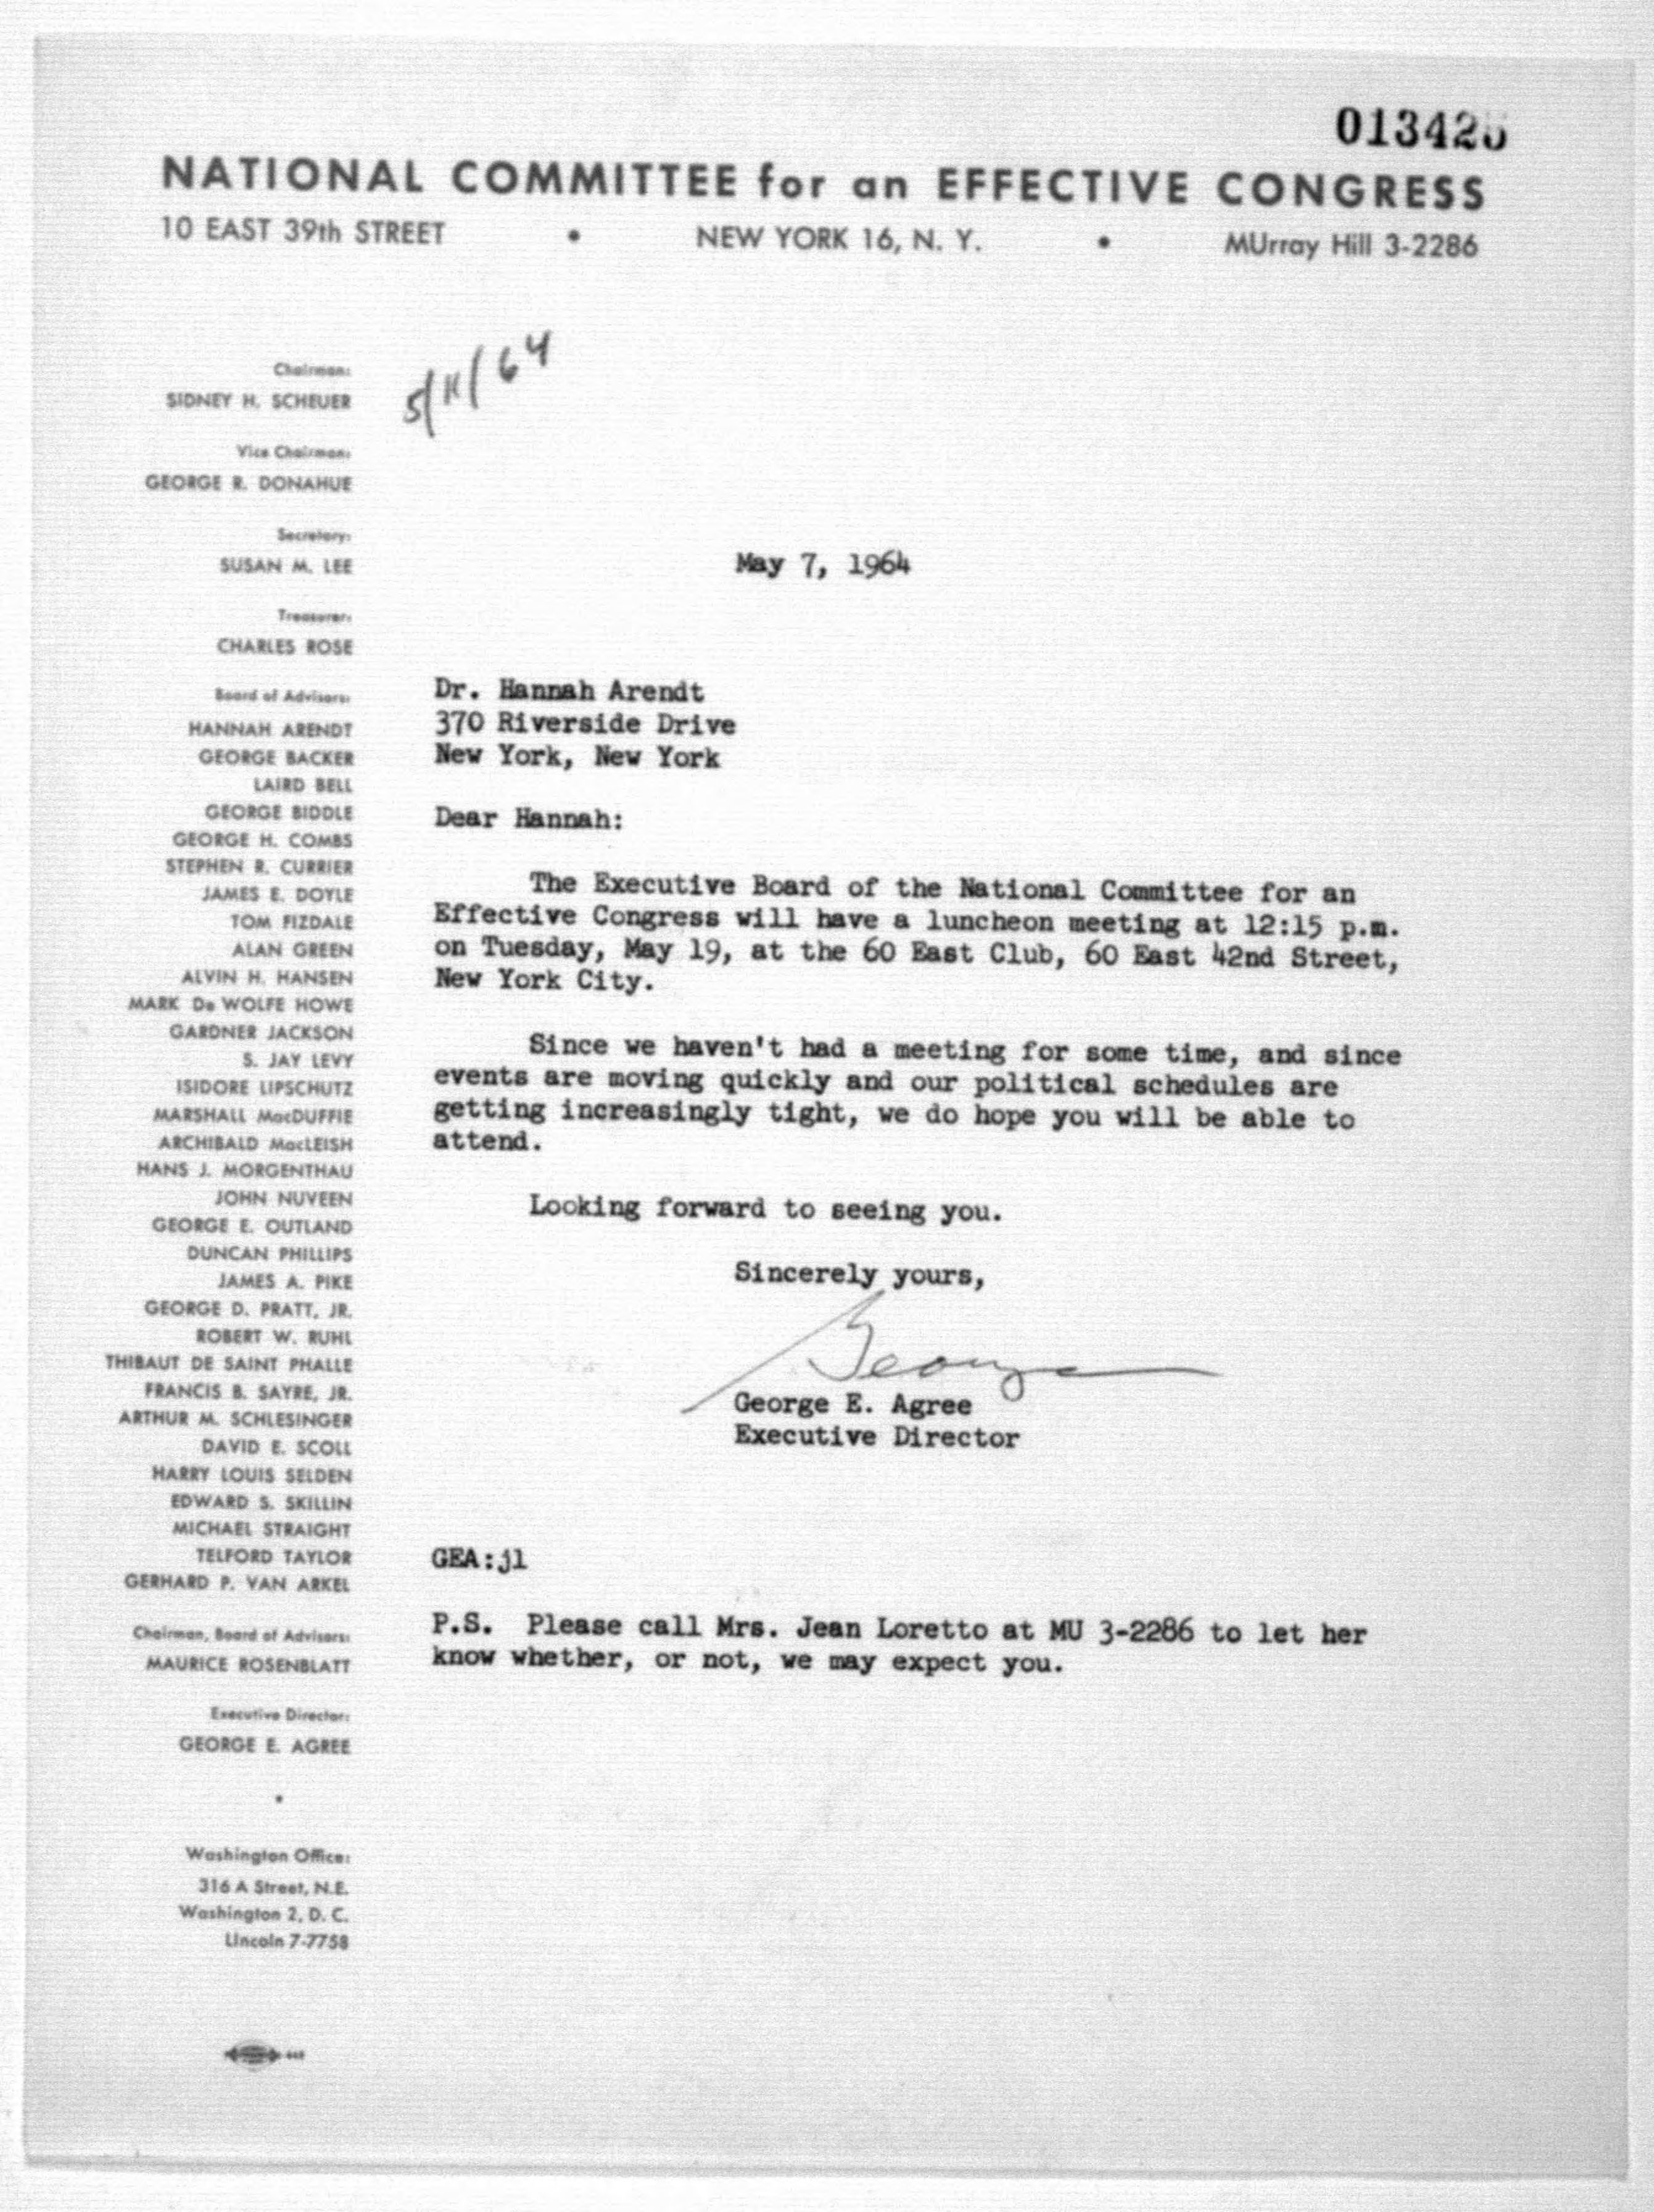 NATIONAL COMMITTEE for an EFFECTIVE CONGRESS
10 EAST 39th STREET • NEW YORK 16, N. Y. • MUrray Hill 3-2286
5/11/64
Chairman:
SIDNEY H. SCHEUER
Vice Chairman:
GEORGE R. DONAHUE
Secretary:
SUSAN M. LEE
Treasurer:
CHARLES ROSE
Board of Advisors:
HANNAH ARENDT
GEORGE BACKER
LAIRD BELL
GEORGE BIDDLE
GEORGE H. COMBS
STEPHEN R. CURRIER
JAMES E. DOYLE
TOM FIZDALE
ALAN GREEN
ALVIN H. HANSEN
MARK De WOLFE HOWE
GARDNER JACKSON
S. JAY LEVY
ISIDORE LIPSCHUTZ
MARSHALL MacDUFFIE
ARCHIBALD MacLEISH
HANS J. MORGENTHAU
JOHN NUVEEN
GEORGE E. OUTLAND
DUNCAN PHILLIPS
JAMES A. PIKE
GEORGE D. PRATT, JR.
ROBERT W. RUHL
THIBAUT DE SAINT PHALLE
FRANCIS B. SAYRE, JR.
ARTHUR M. SCHLESINGER
DAVID E. SCOLL
HARRY LOUIS SELDEN
EDWARD S. SKILLIN
MICHAEL STRAIGHT
TELFORD TAYLOR
GERHARD P. VAN ARKEL
Chairman, Board of Advisors:
MAURICE ROSENBLATT
Executive Director:
GEORGE E. AGREE
•
Washington Office:
316 A Street, N.E.
Washington 2, D. C.
LIncoln 7-7758
May 7, 1964
Dr. Hannah Arendt
370 Riverside Drive
New York, New York
Dear Hannah:
The Executive Board of the National Committee for an
Effective Congress will have a luncheon meeting at 12:15 p.m.
on Tuesday, May 19, at the 60 East Club, 60 East 42nd Street,
New York City.
Since we haven't had a meeting for some time, and since
events are moving quickly and our political schedules are
getting increasingly tight, we do hope you will be able to
attend.
Looking forward to seeing you.
Sincerely yours,
George
George E. Agree
Executive Director
GEA:jl
P.S. Please call Mrs. Jean Loretto at MU 3-2286 to let her
know whether, or not, we may expect you.